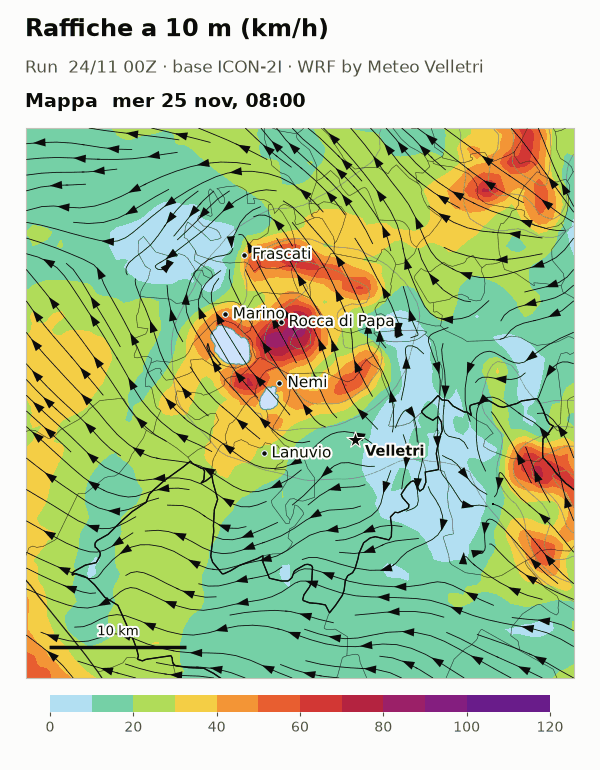 Raffiche a 10 m (km/h)
Run  24/11 00Z · base ICON-2I · WRF by Meteo Velletri
Mappa  mer 25 nov, 08:00
Frascati
Marino
Rocca di Papa
Nemi
Velletri
Lanuvio
10 km
0 20 40 60 80 100 120